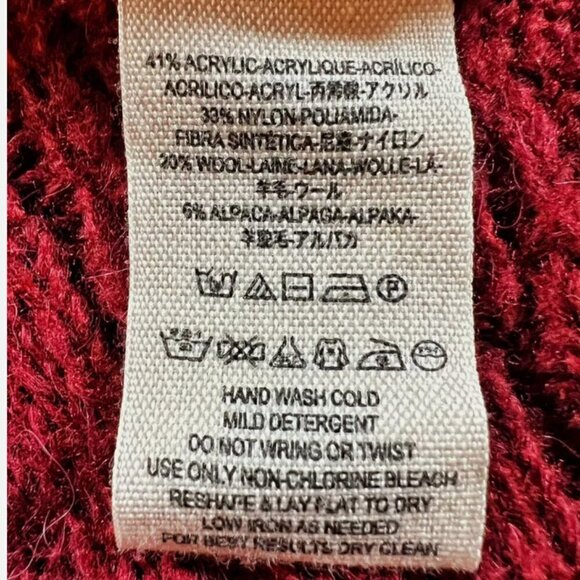 41% ACRYLIC-ACRYLIQUE-ACRÍLICO-
ACRILICO-ACRYL-丙烯酸-アクリル
33% NYLON-POLIAMIDA-
FIBRA SINTÉTICA-尼龍-ナイロン
20% WOOL-LAINE-LANA-WOLLE-LÃ-
羊毛-ウール
6% ALPACA-ALPAGA-ALPAKA-
羊駝毛-アルパカ
P
HAND WASH COLD
MILD DETERGENT
DO NOT WRING OR TWIST
USE ONLY NON-CHLORINE BLEACH
RESHAPE & LAY FLAT TO DRY
LOW IRON AS NEEDED
FOR BEST RESULTS DRY CLEAN